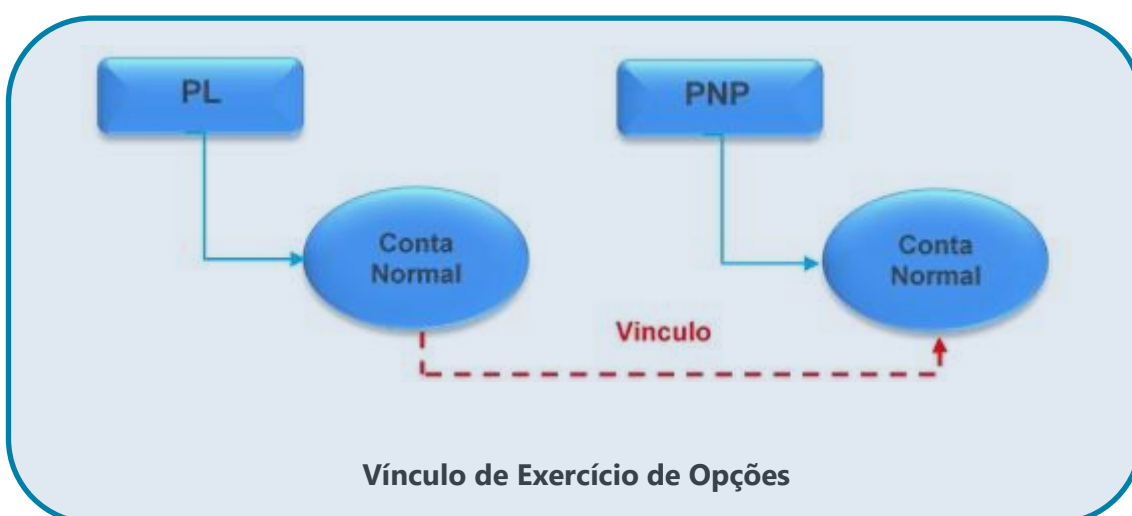 PL
PNP
Conta
Normal
Conta
Normal
Vinculo
Vínculo de Exercício de Opções